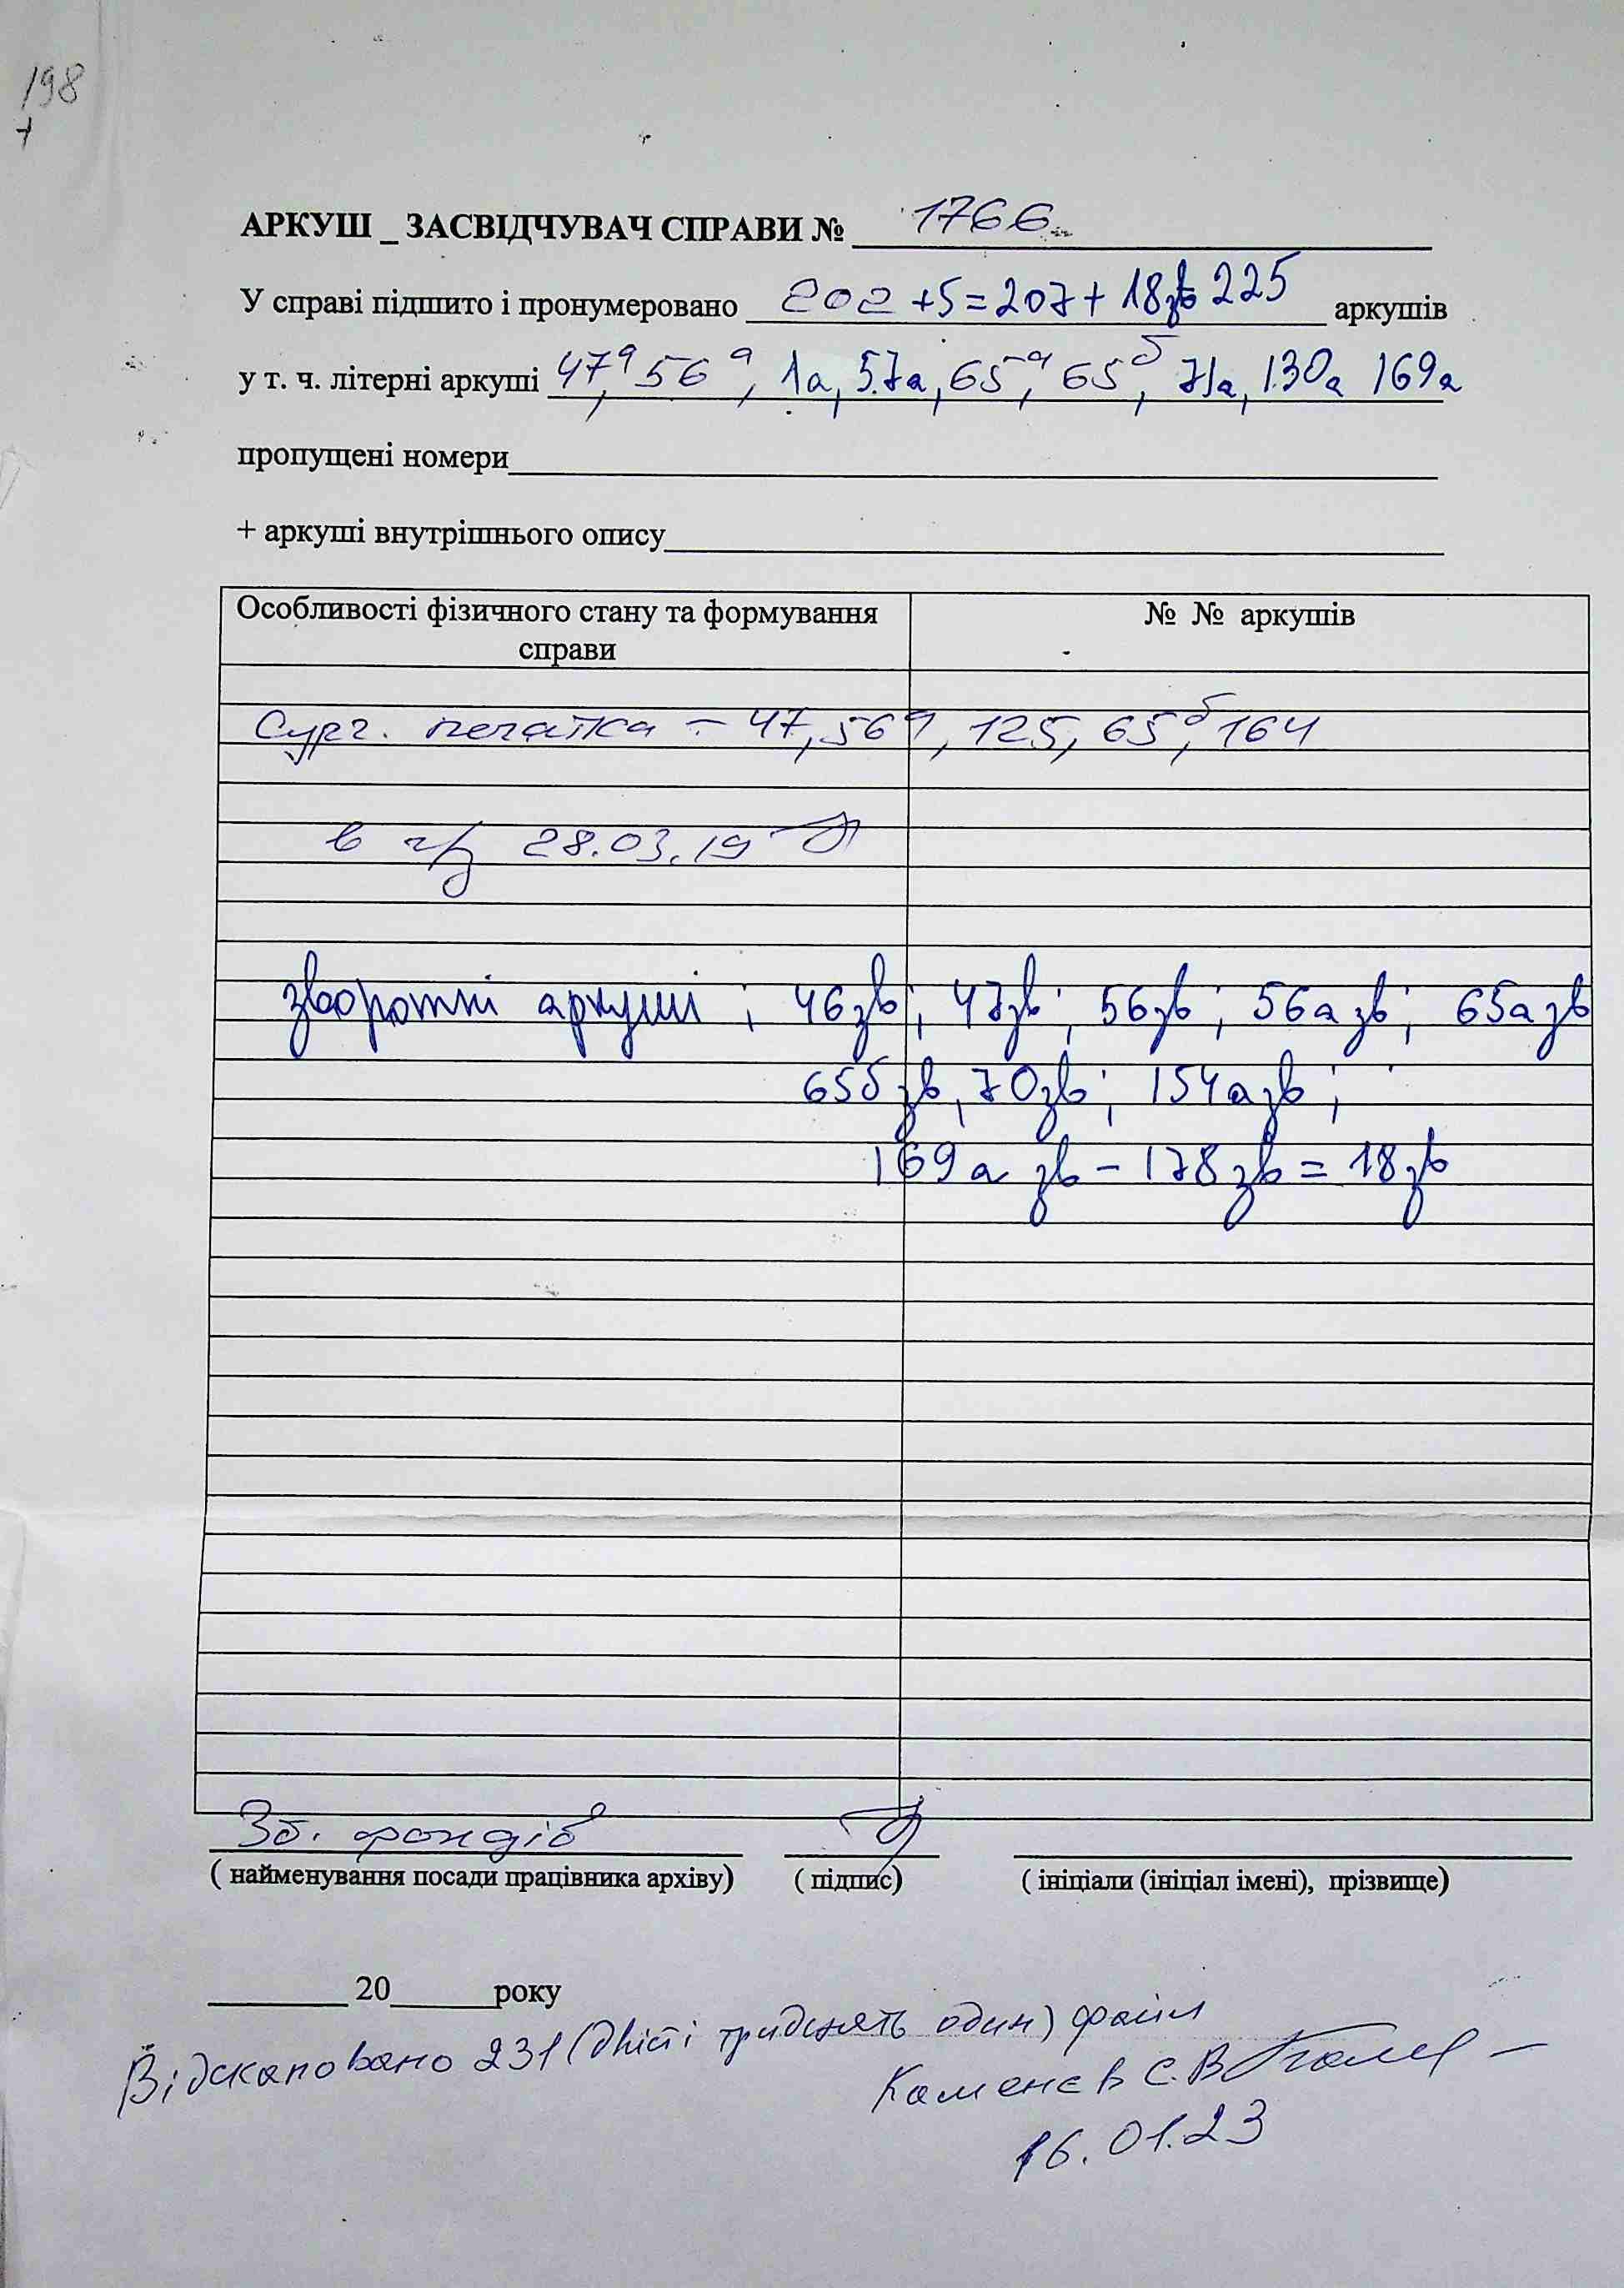 198
+
АРКУШ _ ЗАСВІДЧУВАЧ СПРАВИ № 1766
У справі підшито і пронумеровано 202 +5=207+ 18зв 225 аркушів
у т. ч. літерні аркуші 47а, 56а, 1а, 57а, 65а, 65б, 71а, 130а 169а
пропущені номери
+ аркуші внутрішнього опису
Особливості фізичного стану та формування справи
№ № аркушів
Сург. печатка – 47, 56а, 125, 65б, 164
в 28.03.19
зворотні аркуші ; 46зв; 47зв; 56зв; 56а зв; 65а зв
65б зв, 70зв; 154а зв;
169а зв – 178 зв = 18 зв
Зб. фондів
( найменування посади працівника архіву) ( підпис) ( ініціали (ініціал імені), прізвище)
20 року
Відскановано 231 (двісті тридцять один) файл
Каменєв С.В.
16.01.23